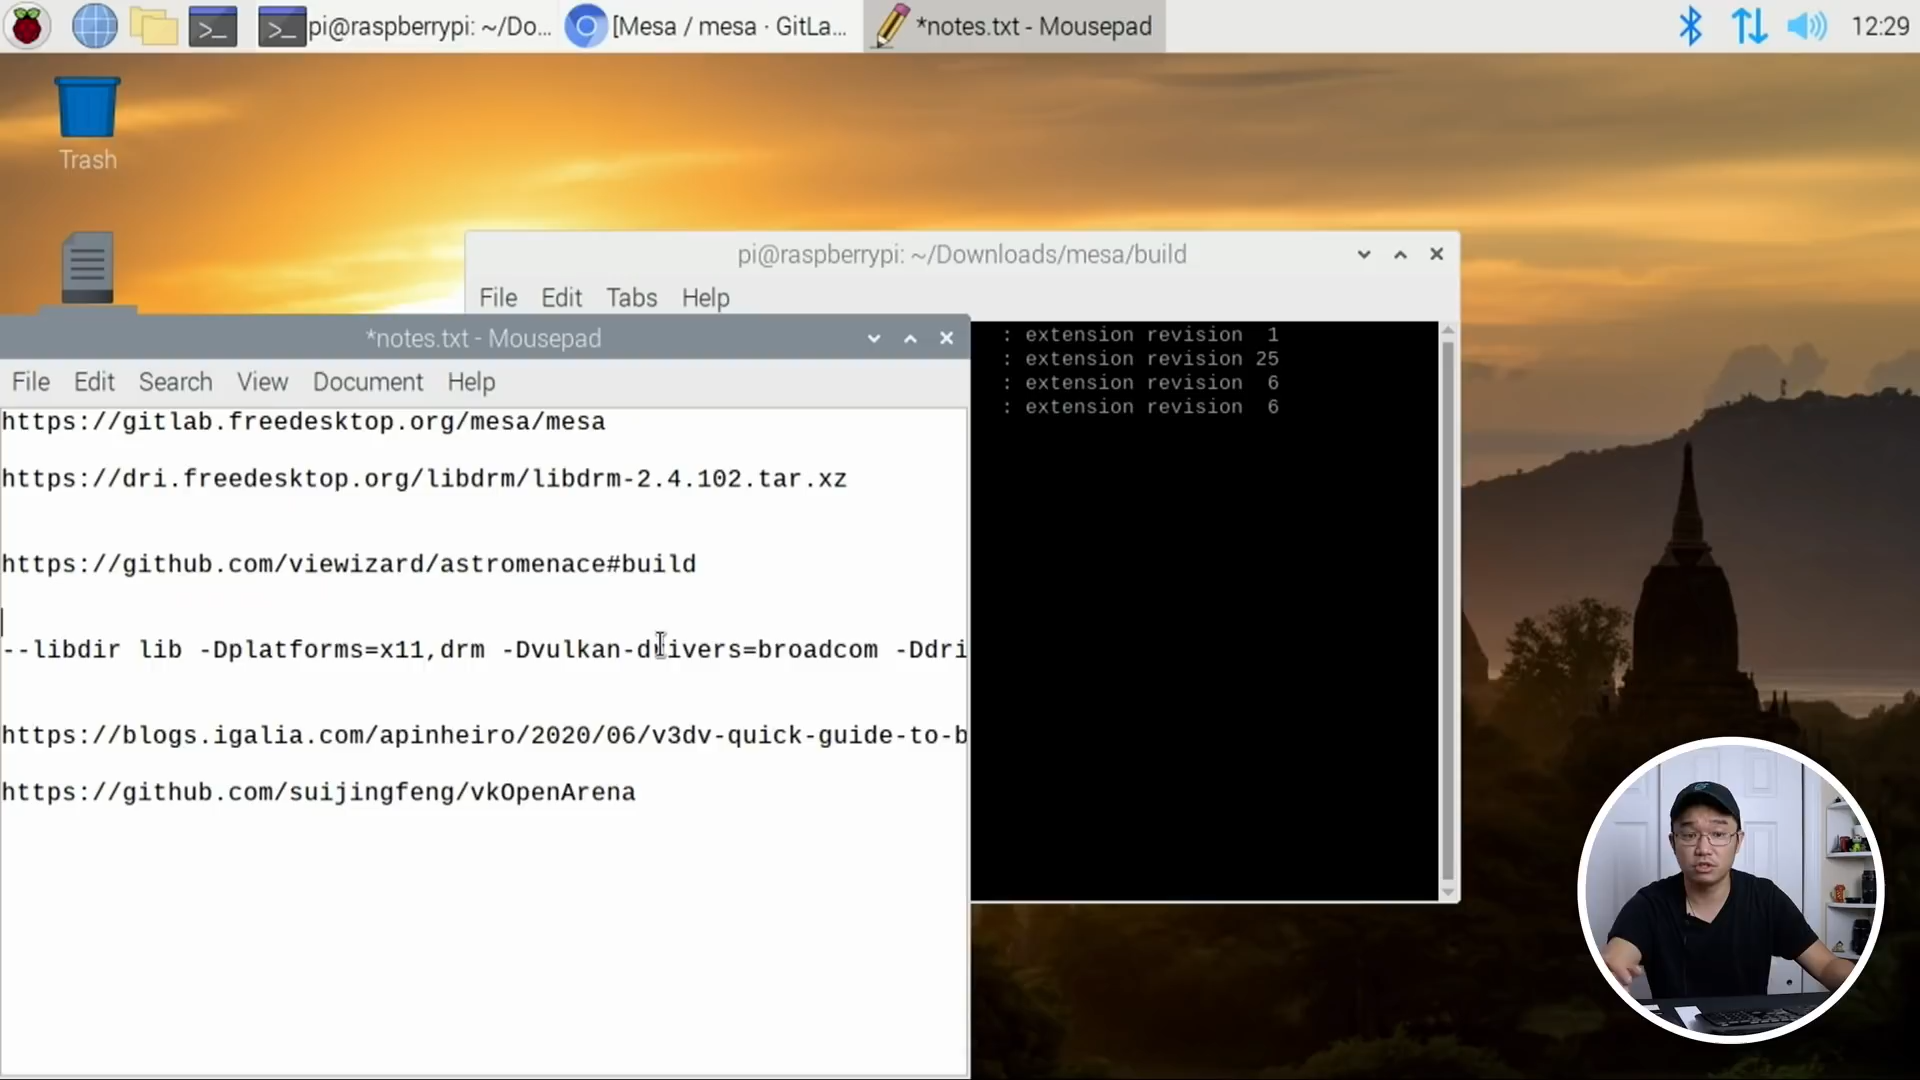 pi@raspberrypi: ~/Do...
[Mesa / mesa · GitLa...
*notes.txt - Mousepad
12:29
Trash
pi@raspberrypi: ~/Downloads/mesa/build
File Edit Tabs Help
: extension revision 1
: extension revision 25
: extension revision 6
: extension revision 6
*notes.txt - Mousepad
File Edit Search View Document Help
https://gitlab.freedesktop.org/mesa/mesa
https://dri.freedesktop.org/libdrm/libdrm-2.4.102.tar.xz
https://github.com/viewizard/astromenace#build
--libdir lib -Dplatforms=x11,drm -Dvulkan-drivers=broadcom -Ddri
https://blogs.igalia.com/apinheiro/2020/06/v3dv-quick-guide-to-b
https://github.com/suijingfeng/vkOpenArena